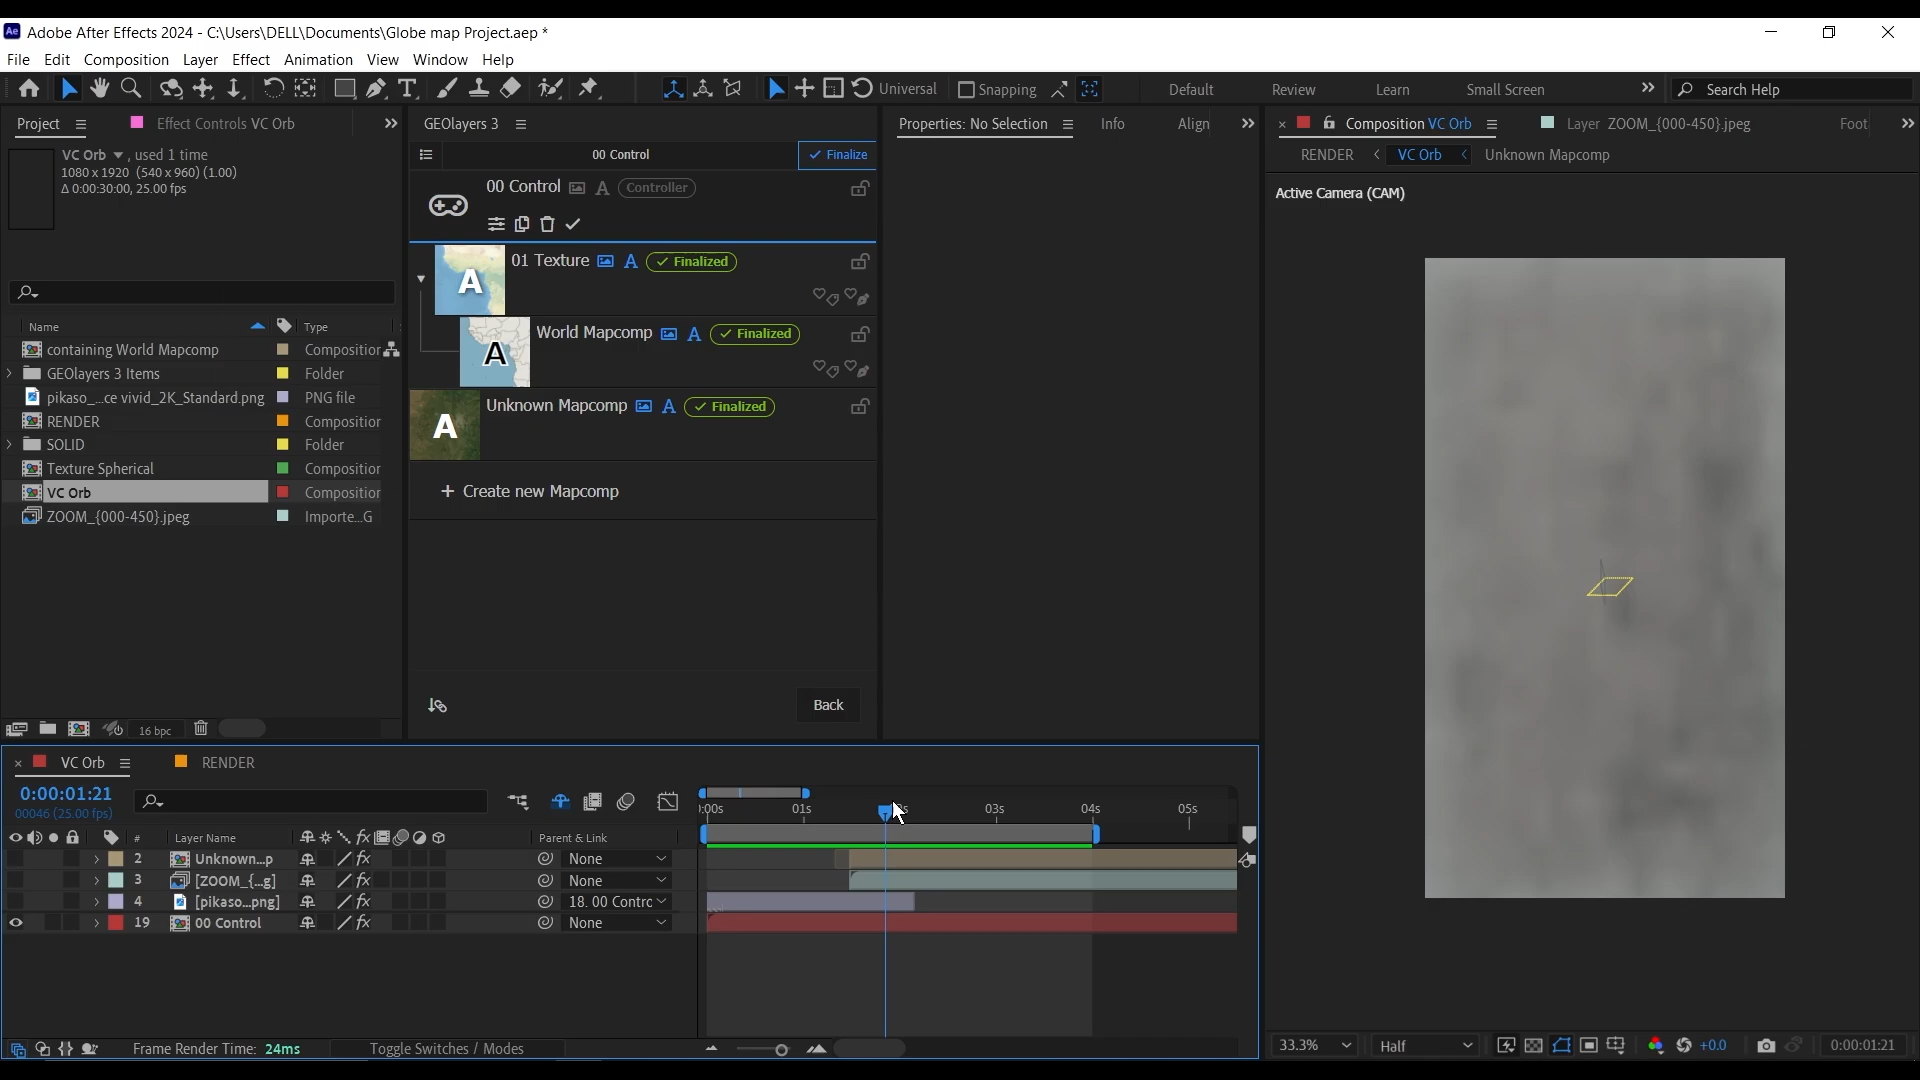 Ae Adobe After Effects 2024 - C:\Users\DELL\Documents\Globe map Project.aep *
File Edit Composition Layer Effect Animation View Window Help
Universal Snapping Default Review Learn Small Screen Search Help
Project Effect Controls VC Orb
VC Orb , used 1 time
1080 x 1920 (540 x 960) (1.00)
Δ 0:00:30:00, 25.00 fps
Name Type
containing World Mapcomp Composition
GEOlayers 3 Items Folder
pikaso_...ce vivid_2K_Standard.png PNG file
RENDER Composition
SOLID Folder
Texture Spherical Composition
VC Orb Composition
ZOOM_{000-450}.jpeg Importe...G
16 bpc
GEOlayers 3
00 Control Finalize
00 Control A Controller
A 01 Texture A Finalized
A World Mapcomp A Finalized
A Unknown Mapcomp A Finalized
+ Create new Mapcomp
Back
Properties: No Selection Info Align
Composition VC Orb Layer ZOOM_{000-450}.jpeg Foot
RENDER VC Orb Unknown Mapcomp
Active Camera (CAM)
33.3% Half +0.0 0:00:01:21
VC Orb RENDER
0:00:01:21
00046 (25.00 fps)
:00s 01s 03s 04s 05s
# Layer Name fx Parent & Link
2 Unknown...p fx None
3 [ZOOM_{...g] fx None
4 [pikaso...png] fx 18. 00 Contrc
19 00 Control fx None
Frame Render Time: 24ms Toggle Switches / Modes